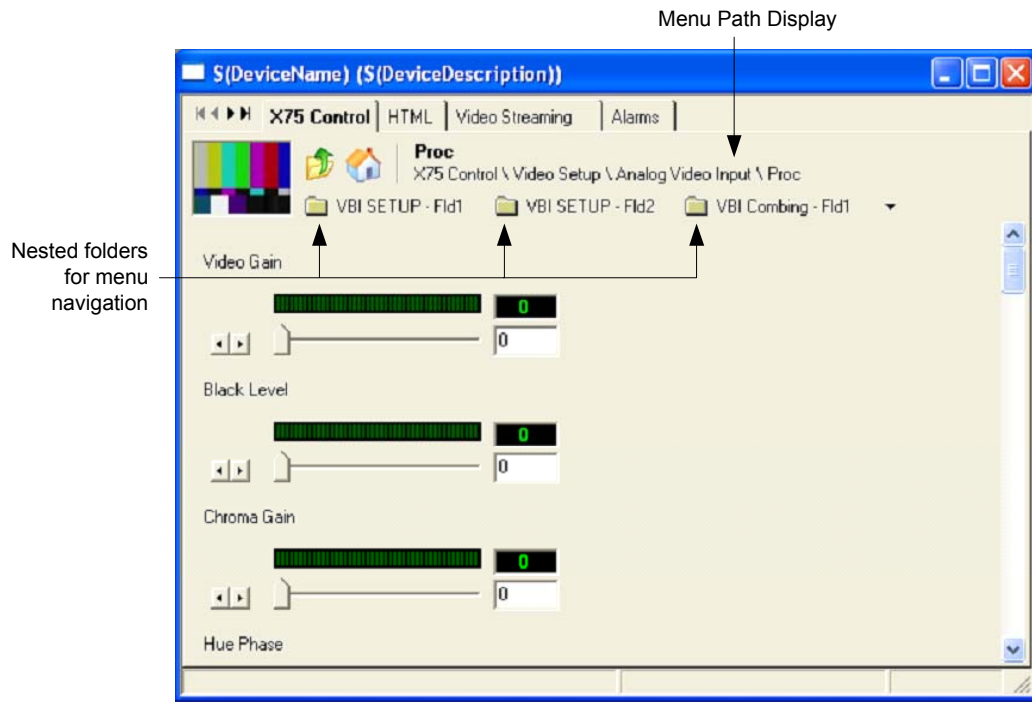 Menu Path Display
$(DeviceName) ($(DeviceDescription))
X75 Control HTML Video Streaming Alarms
Proc
X75 Control \ Video Setup \ Analog Video Input \ Proc
VBI SETUP - Fld1 VBI SETUP - Fld2 VBI Combing - Fld1
Nested folders
for menu
navigation
Video Gain
0
0
Black Level
0
0
Chroma Gain
0
0
Hue Phase